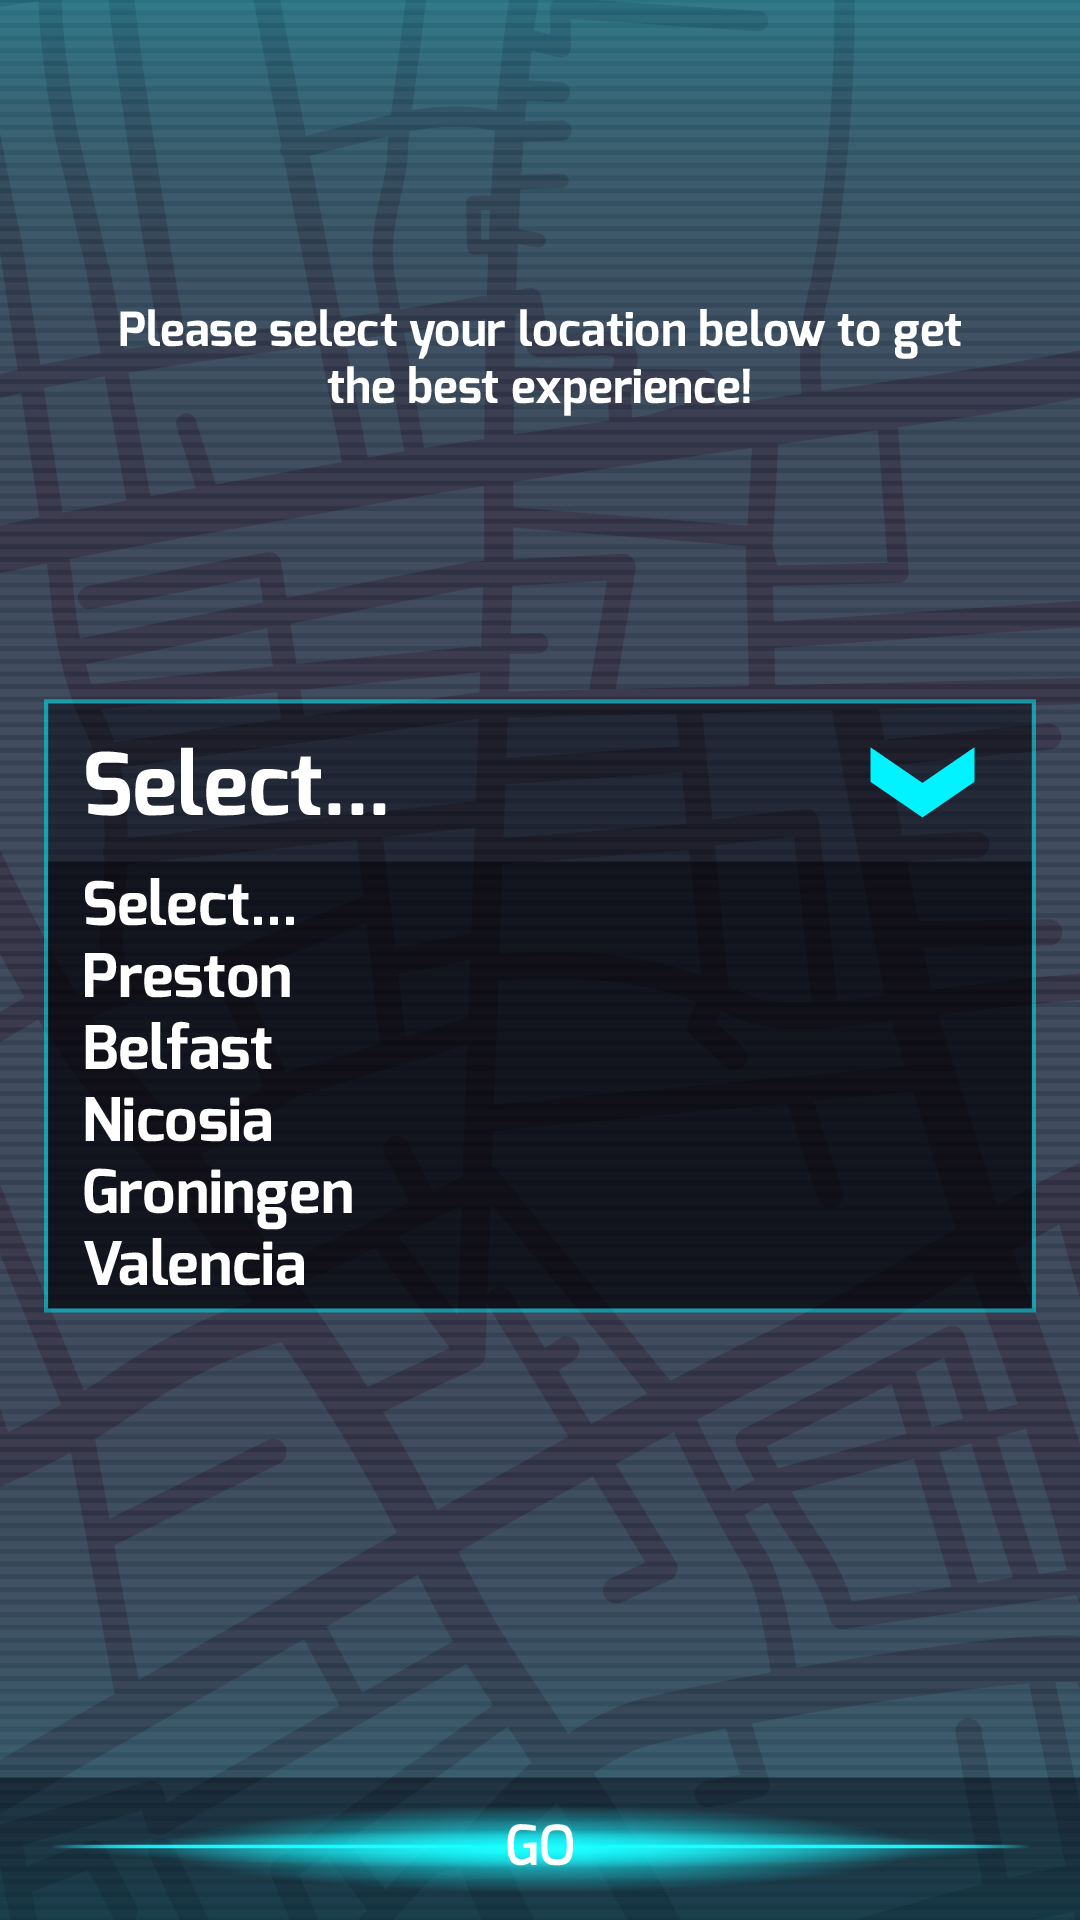 Please select your location below to get
the best experience!
Select...
Select...
Preston
Belfast
Nicosia
Groningen
Valencia
GO